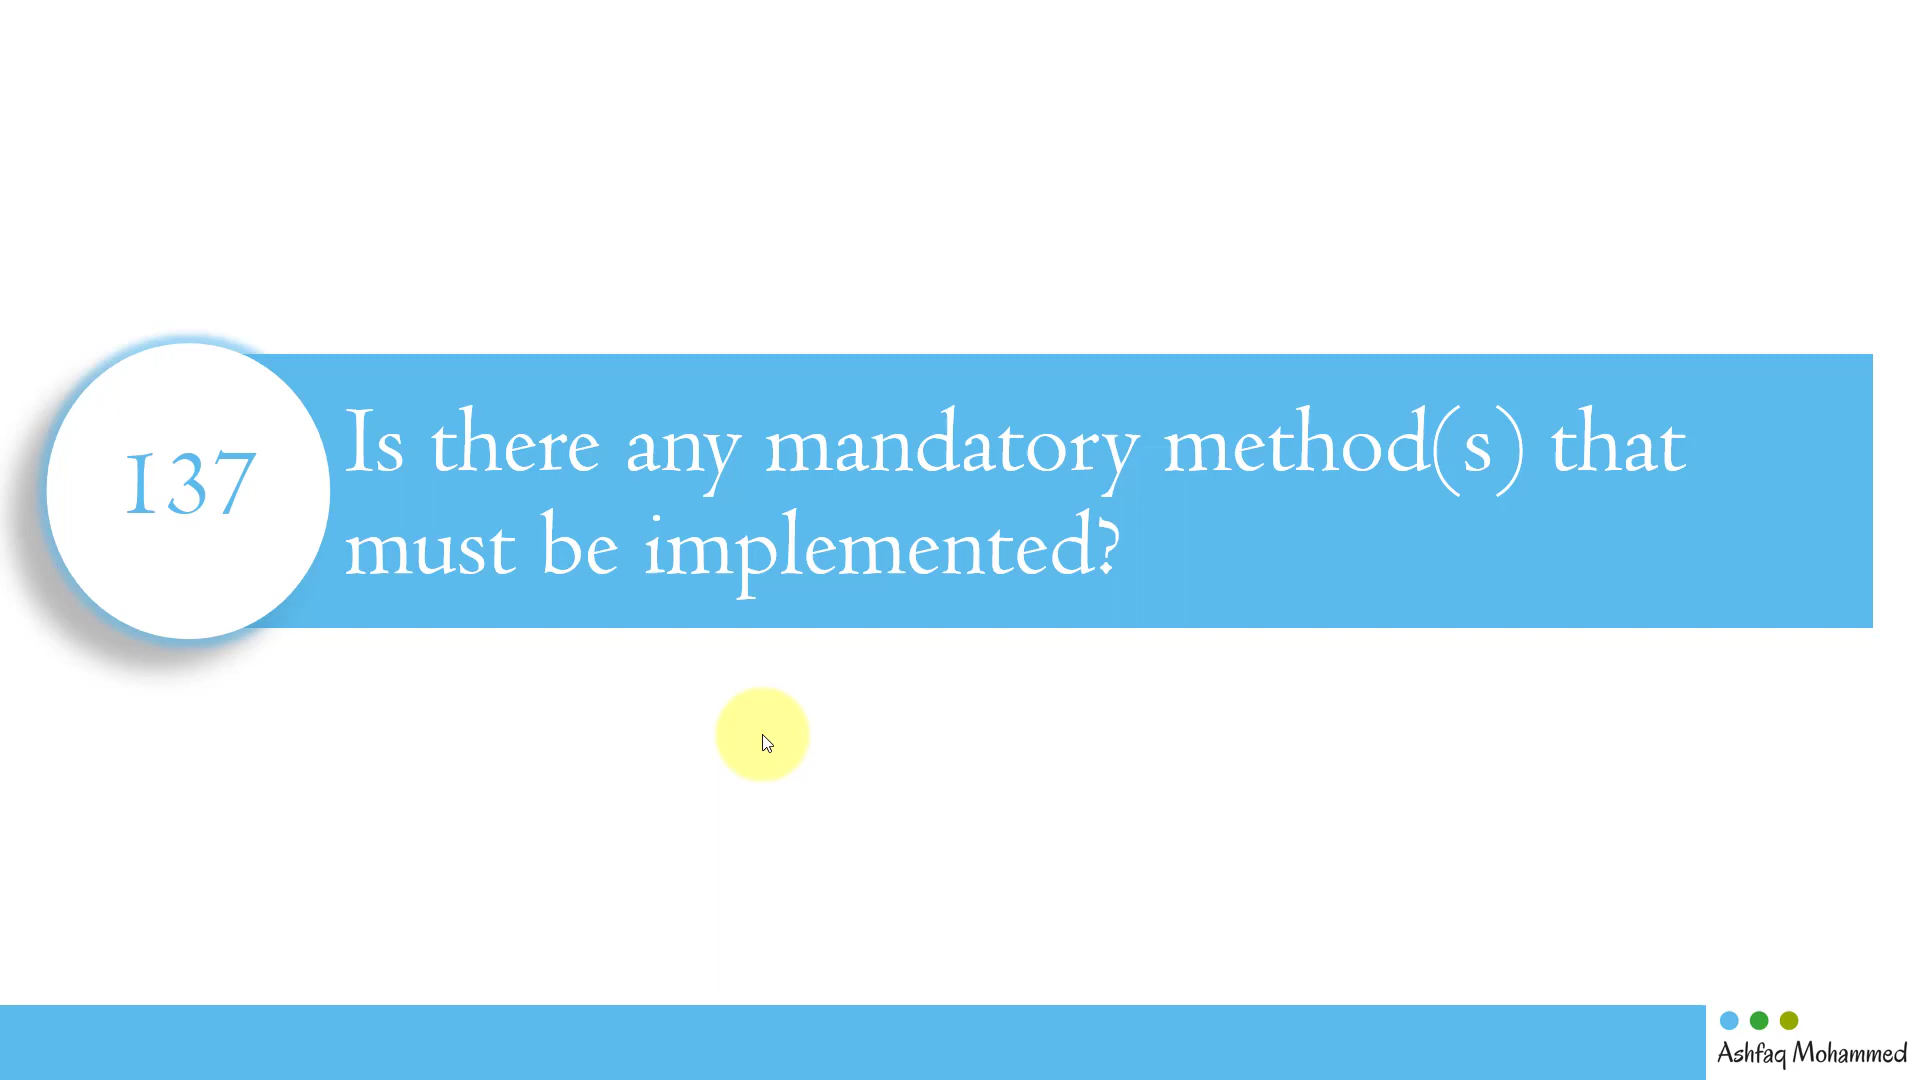 137
Is there any mandatory method(s) that
must be implemented?
Ashfaq Mohammed